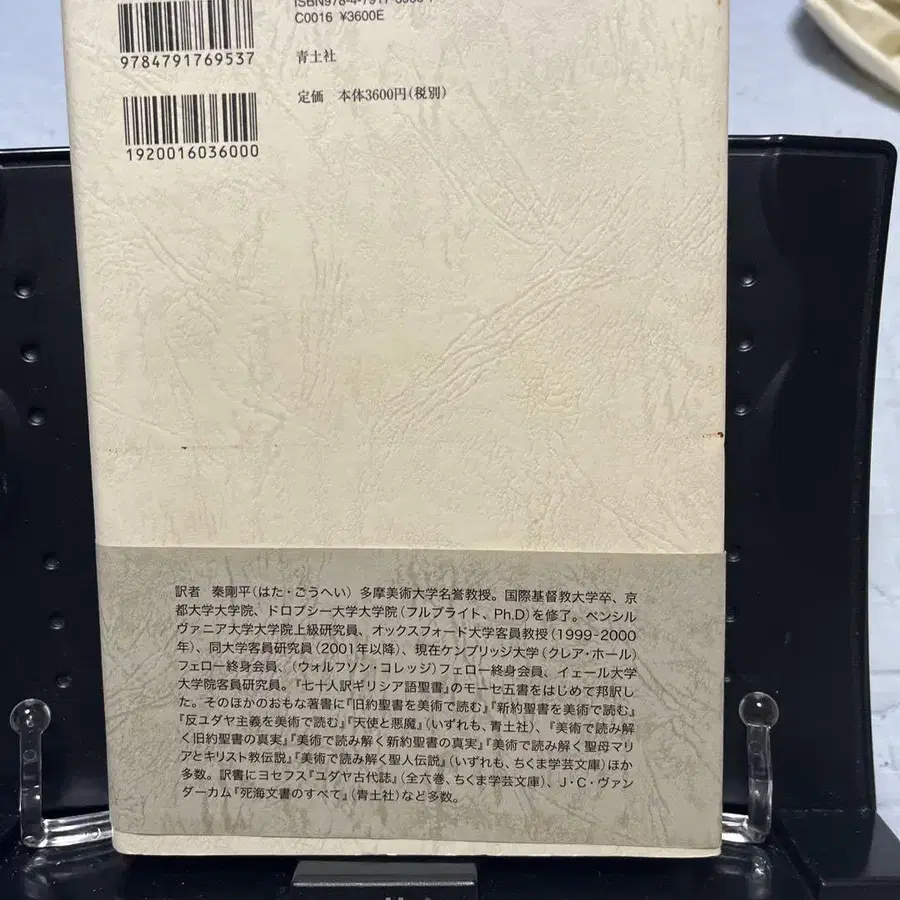 C0016 ¥3600E
9784791769537
青土社
定価 本体3600円(税別)
1920016036000
訳者 秦剛平(はた・ごうへい) 多摩美術大学名誉教授。国際基督教大学卒、京
都大学大学院、ドロプシー大学大学院(フルブライト、Ph.D)を修了。ペンシル
ヴァニア大学大学院上級研究員、オックスフォード大学客員教授(1999-2000
年)、同大学客員研究員(2001年以降)、現在ケンブリッジ大学(クレア・ホール)
フェロー終身会員、(ウォルフソン・コレッジ)フェロー終身会員、イェール大学
大学院客員研究員。『七十人訳ギリシア語聖書』のモーセ五書をはじめて邦訳し
た。そのほかのおもな著書に『旧約聖書を美術で読む』『新約聖書を美術で読む』
『反ユダヤ主義を美術で読む』『天使と悪魔』(いずれも、青土社)、『美術で読み解
く旧約聖書の真実』『美術で読み解く新約聖書の真実』『美術で読み解く聖母マリ
アとキリスト教伝説』『美術で読み解く聖人伝説』(いずれも、ちくま学芸文庫)ほか
多数。訳書にヨセフス『ユダヤ古代誌』(全六巻、ちくま学芸文庫)、J・C・ヴァン
ダーカム『死海文書のすべて』(青土社)など多数。